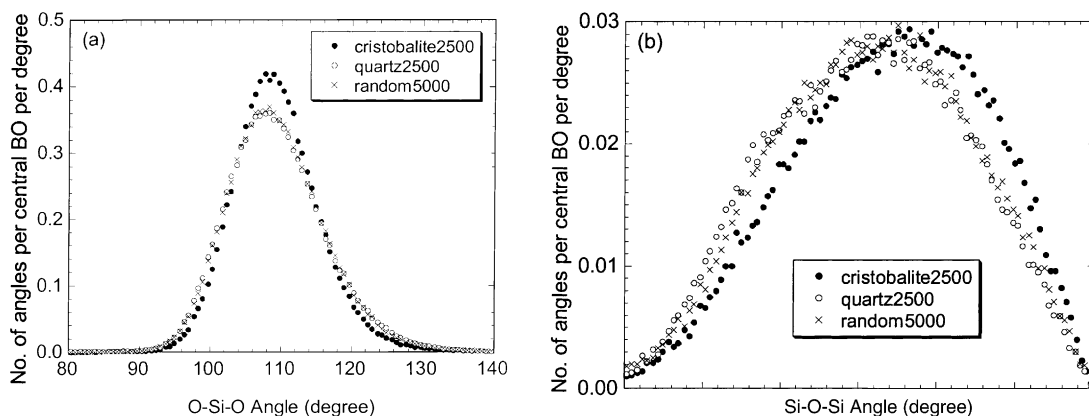 (a)
cristobalite2500
quartz2500
random5000
No. of angles per central BO per degree
0.4
0.3
0.2
0.1
0.0
80
90
100
110
120
130
140
O-Si-O Angle (degree)
(b)
0.03
0.02
0.01
0.00
No. of angles per central BO per degree
cristobalite2500
quartz2500
random5000
Si-O-Si Angle (degree)